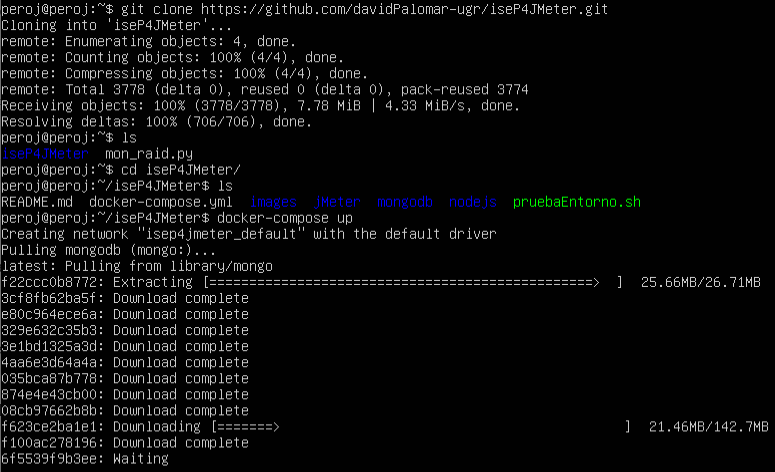 peroj@peroj:~$ git clone https://github.com/davidPalomar-ugr/iseP4JMeter.git
Cloning into 'iseP4JMeter'...
remote: Enumerating objects: 4, done.
remote: Counting objects: 100% (4/4), done.
remote: Compressing objects: 100% (4/4), done.
remote: Total 3778 (delta 0), reused 0 (delta 0), pack-reused 3774
Receiving objects: 100% (3778/3778), 7.78 MiB | 4.33 MiB/s, done.
Resolving deltas: 100% (706/706), done.
peroj@peroj:~$ ls
iseP4JMeter  mon_raid.py
peroj@peroj:~$ cd iseP4JMeter/
peroj@peroj:~/iseP4JMeter$ ls
README.md  docker-compose.yml  images  jMeter  mongodb  nodejs  pruebaEntorno.sh
peroj@peroj:~/iseP4JMeter$ docker-compose up
Creating network "isep4jmeter_default" with the default driver
Pulling mongodb (mongo:)...
latest: Pulling from library/mongo
f22ccc0b8772: Extracting [================================================>  ]  25.66MB/26.71MB
3cf8fb62ba5f: Download complete
e80c964ece6a: Download complete
329e632c35b3: Download complete
3e1bd1325a3d: Download complete
4aa6e3d64a4a: Download complete
035bca87b778: Download complete
874e4e43cb00: Download complete
08cb97662b8b: Download complete
f623ce2ba1e1: Downloading [=======>                                           ]  21.46MB/142.7MB
f100ac278196: Download complete
6f5539f9b3ee: Waiting